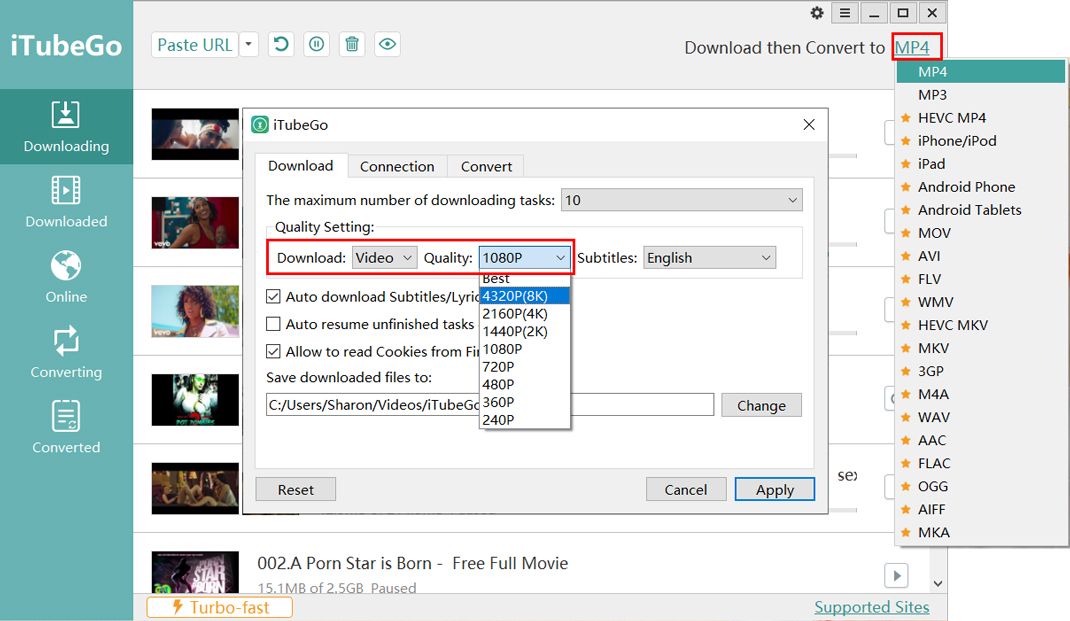 iTubeGo
Paste URL
Download then Convert to MP4
Downloading
Downloaded
Online
Converting
Converted
iTubeGo
Download Connection Convert
The maximum number of downloading tasks: 10
Quality Setting:
Download: Video Quality: 1080P Subtitles: English
Best
4320P(8K)
2160P(4K)
1440P(2K)
1080P
720P
480P
360P
240P
Auto download Subtitles/Lyric
Auto resume unfinished tasks
Allow to read Cookies from Fir
Save downloaded files to:
C:/Users/Sharon/Videos/iTubeGo
Change
Reset Cancel Apply
MP4
MP3
HEVC MP4
iPhone/iPod
iPad
Android Phone
Android Tablets
MOV
AVI
FLV
WMV
HEVC MKV
MKV
3GP
M4A
WAV
AAC
FLAC
OGG
AIFF
MKA
vevo
vevo
002.A Porn Star is Born - Free Full Movie
15.1MB of 2.5GB Paused
Turbo-fast
Supported Sites